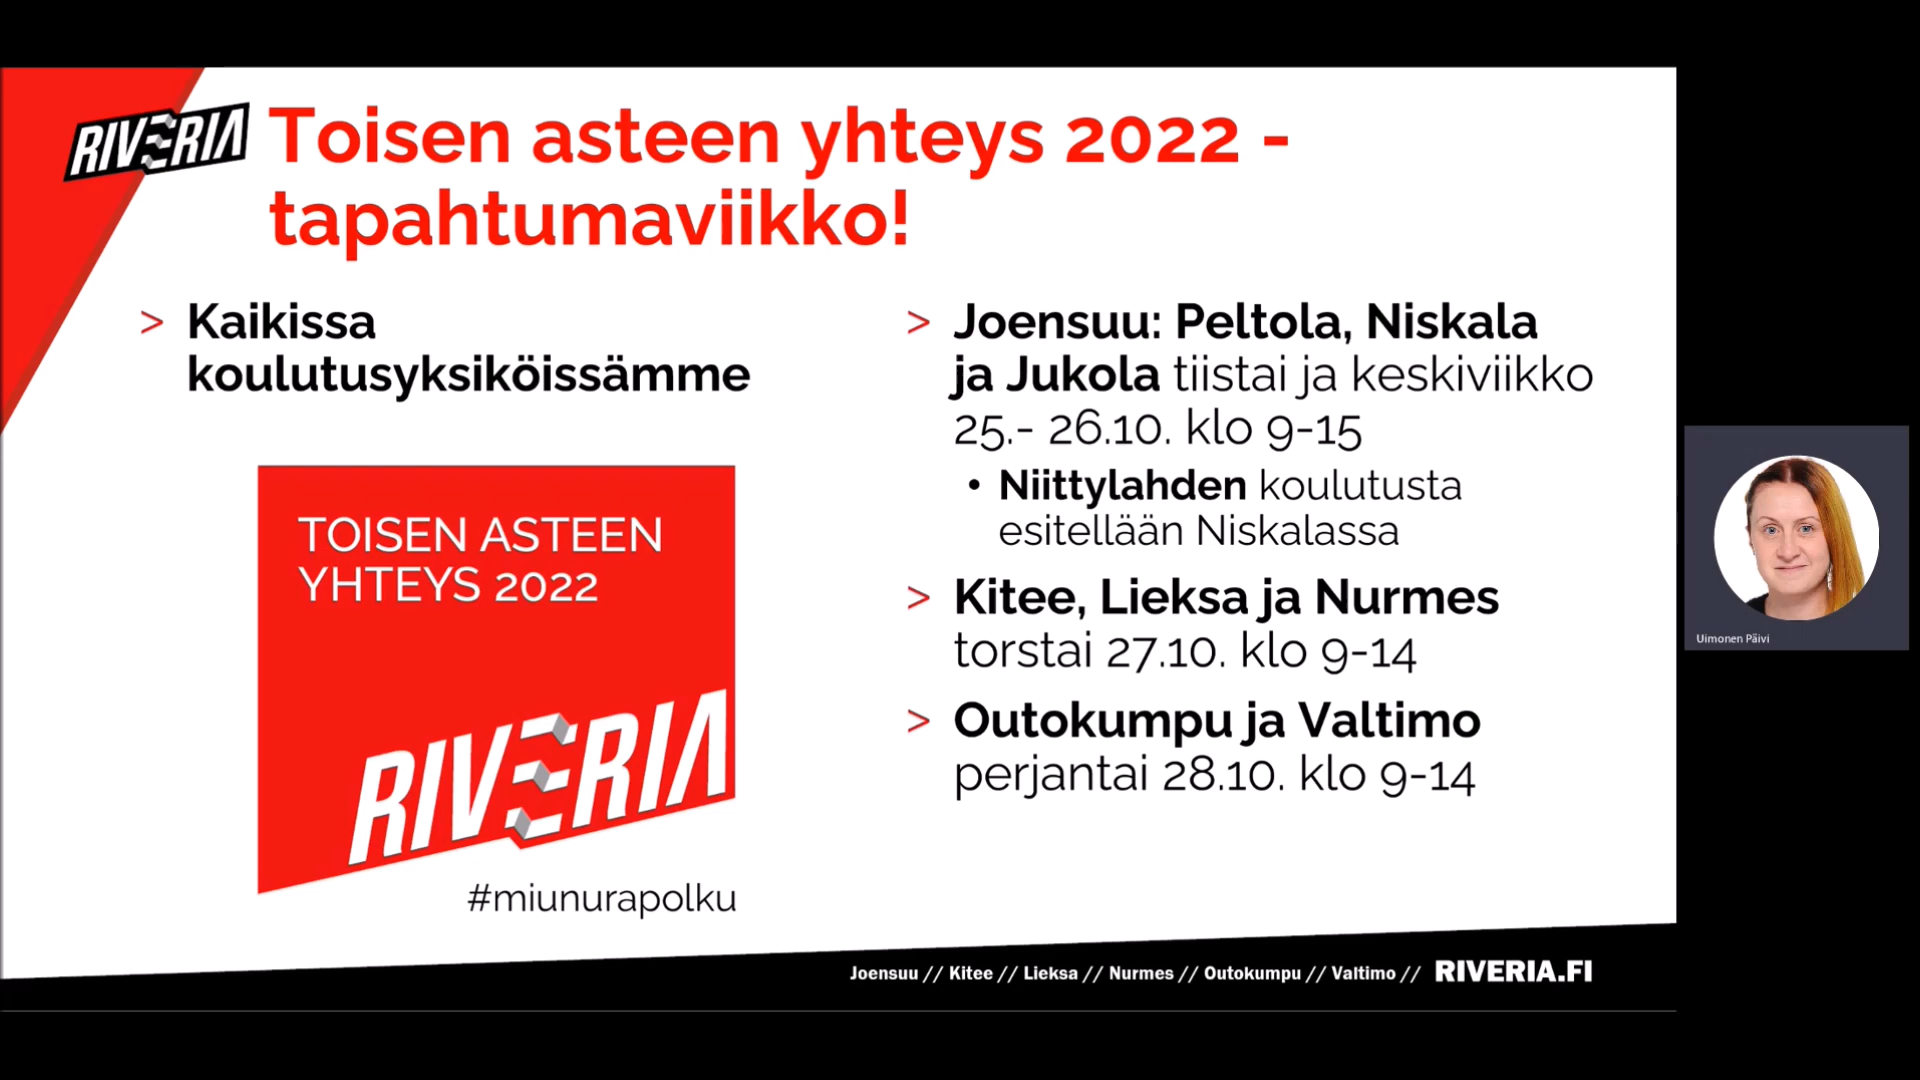 RIVERIA
Toisen asteen yhteys 2022 -
tapahtumaviikko!
> Kaikissa
koulutusyksiköissämme
TOISEN ASTEEN
YHTEYS 2022
RIVERIA
#miunurapolku
> Joensuu: Peltola, Niskala
ja Jukola tiistai ja keskiviikko
25.- 26.10. klo 9-15
• Niittylahden koulutusta
esitellään Niskalassa
> Kitee, Lieksa ja Nurmes
torstai 27.10. klo 9-14
> Outokumpu ja Valtimo
perjantai 28.10. klo 9-14
Joensuu // Kitee // Lieksa // Nurmes // Outokumpu // Valtimo // RIVERIA.FI
Uimonen Päivi